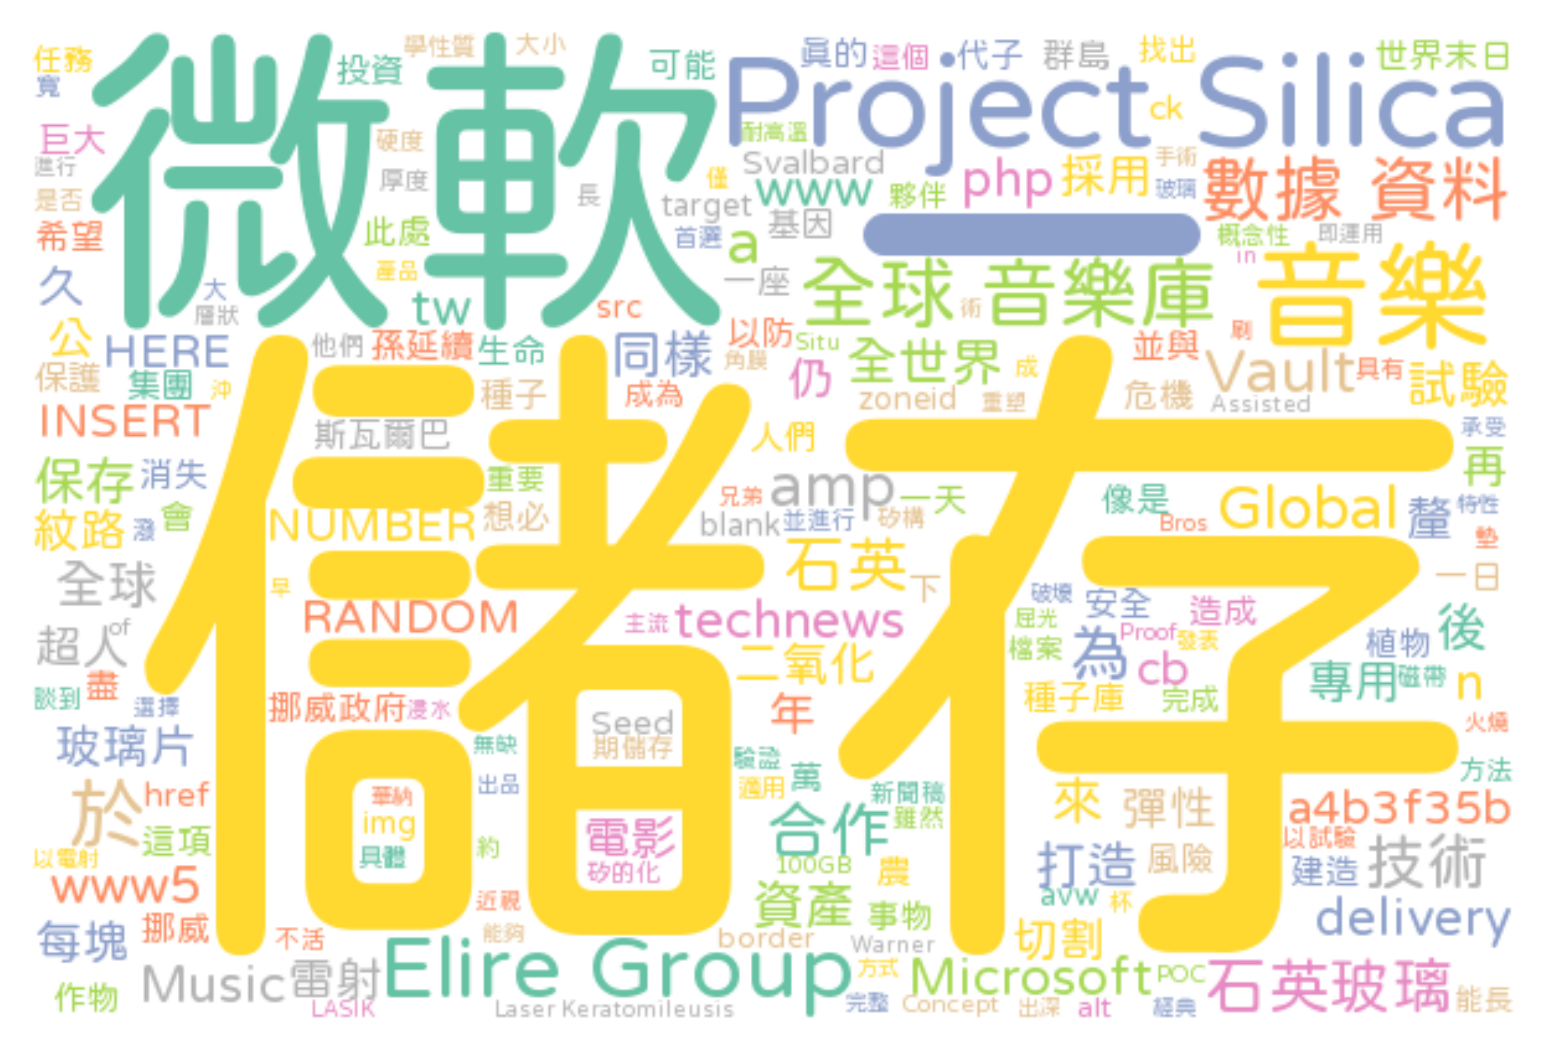 任務
學性質
大小
投資
可能
真的
這個
代子
群島
找出
世界末日
寬
微軟
Project Silica
ck
巨大
硬度
耐高溫
進行
厚度
Svalbard
手術
長
僅
www
夥伴
php
採用
玻璃
數據 資料
是否
target
希望
此處
首選
a
基因
一
概念性
即運用
久
大
產品
一座
全球 音樂庫
in
音樂
層狀
tw
src
術
公
HERE
他們
孫延續
生命
同樣
以防
Situ
角膜
全世界
成
並與
刷
Vault
具有
試驗
保護
集團
沖
種子
成為
仍
zoneid
重塑
危機
Assisted
INSERT
斯瓦爾巴
人們
承受
儲存
保存
消失
重要
兄弟
amp
一天
像是
Bros
Global
再
釐
特性
紋路
潑
會
NUMBER
想必
blank
並進行
矽構
墊
全球
早
石英
下
一日
破壞
安全
造成
RANDOM
主流
technews
屈光
超人
of
檔案
為
Proof
發表
植物
後
談到
盡
二氧化
cb
專用
磁帶
n
選擇
挪威政府
浸水
年
種子庫
完成
火燒
玻璃片
Seed
期儲存
無缺
驗證
萬
方法
於
href
華納
出品
適用
新聞稿
來
彈性
a4b3f35b
img
電影
合作
雖然
以試驗
這項
具體
約
矽的化
100GB
打造
風險
建造
技術
以電射
www5
近視
農
avw
杯
資產
事物
每塊
挪威
不活
能夠
border
Warner
切割
delivery
Music
雷射
Elire Group
方式
Microsoft
POC
石英玻璃
能長
作物
LASIK
Laser Keratomileusis
完整
Concept
出深
alt
經典